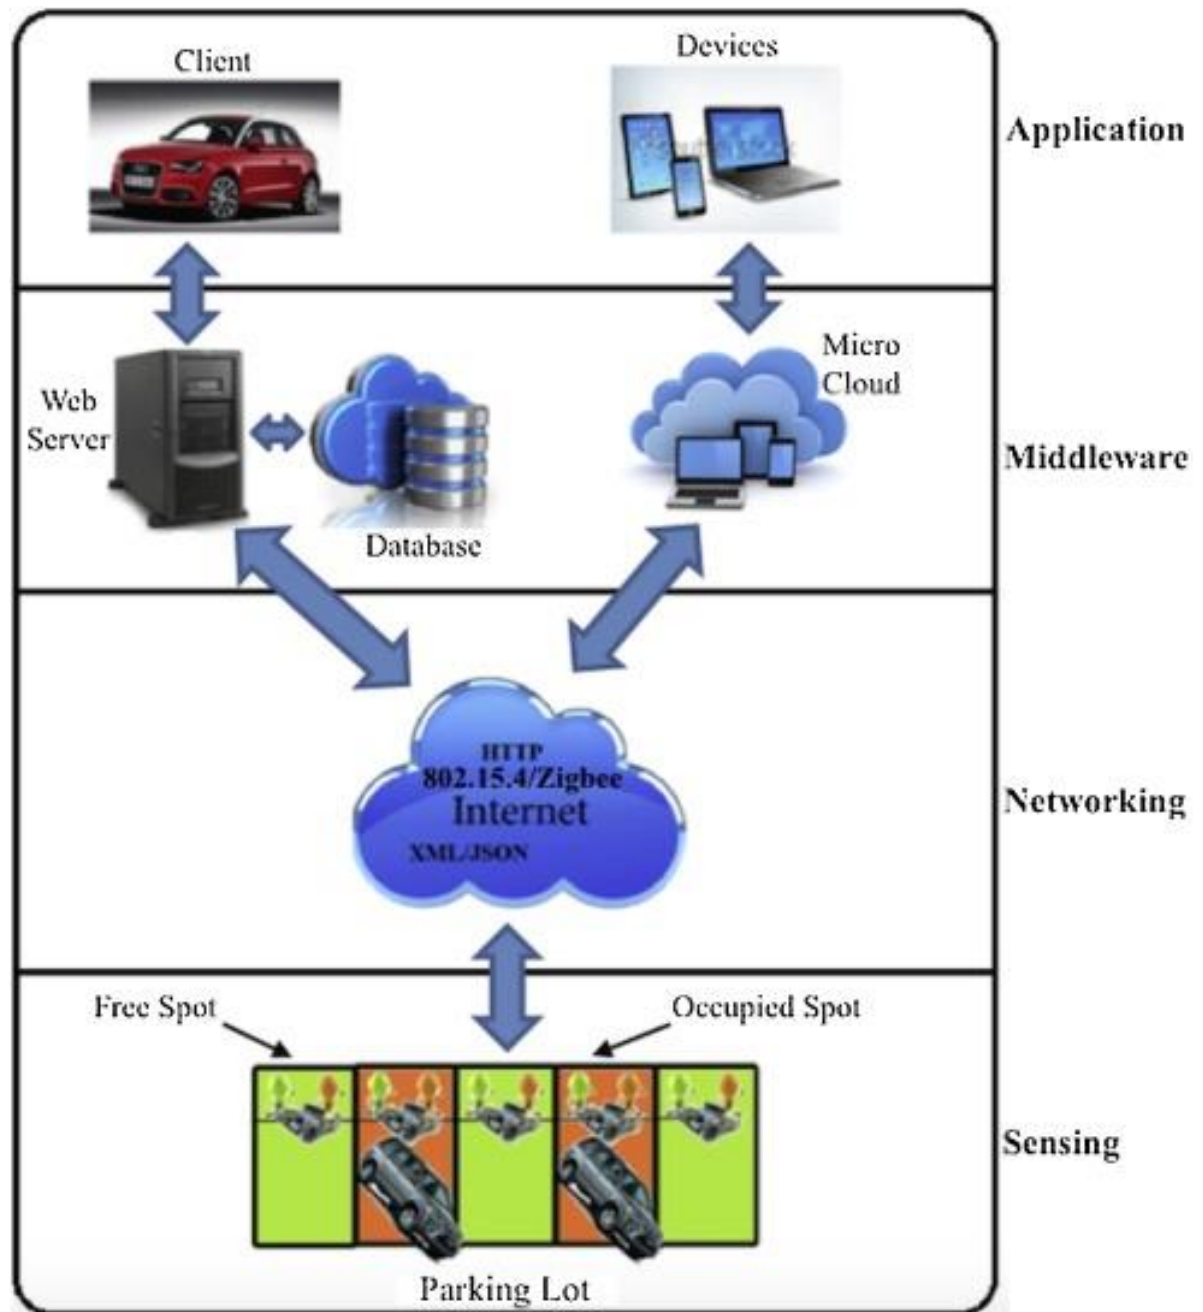 Client
Devices
Application
Micro
Cloud
Web
Server
Middleware
Database
HTTP
802.15.4/Zigbee
Internet
XML/JSON
Networking
Free Spot
Occupied Spot
Sensing
Parking Lot